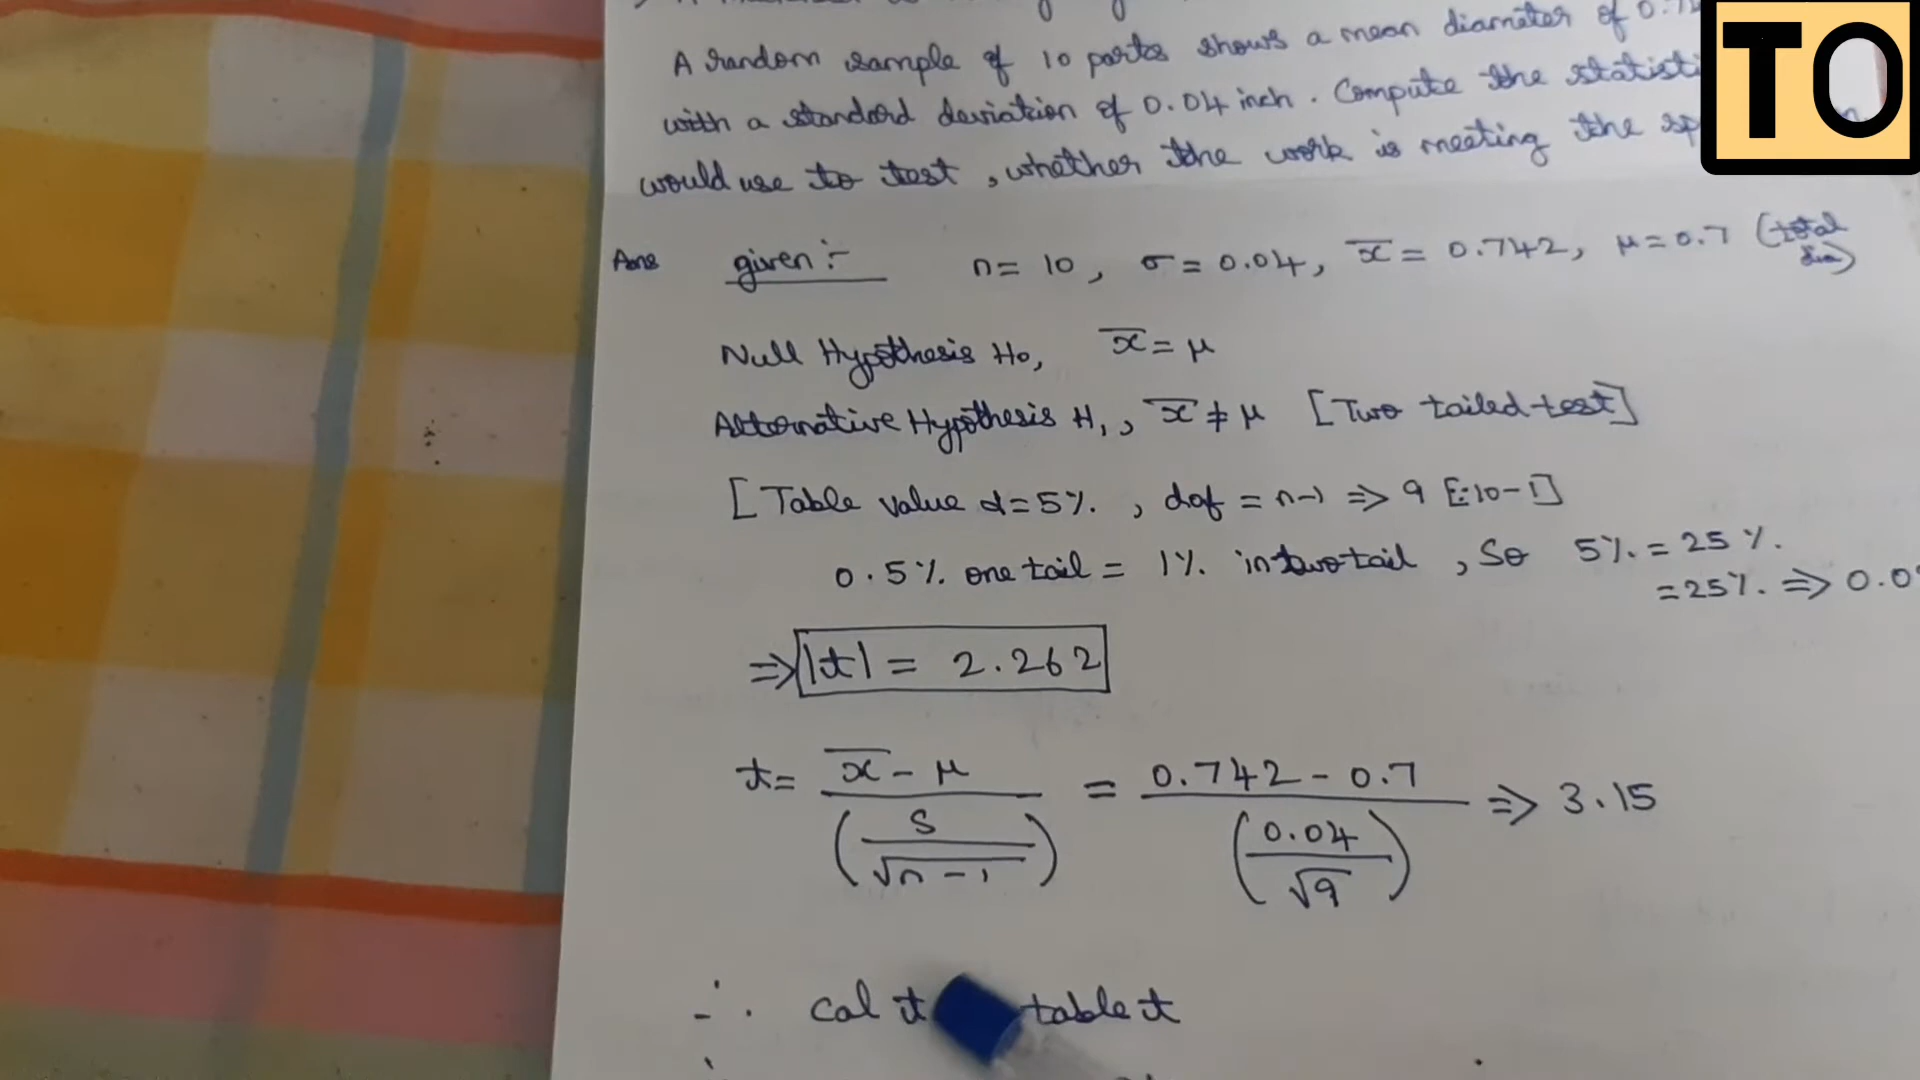 A random sample of 10 parts shows a mean diameter of 0.7
with a standard deviation of 0.04 inch. Compute the statisti
would use to test, whether the work is meeting the sp
TO
Ans given:- n= 10, σ = 0.04, x̄ = 0.742, μ=0.7 (total dia)
Null Hypothesis H₀, x̄ = μ
Alternative Hypothesis H₁, x̄ ≠ μ [Two tailed test]
[Table value α=5%, dof = n-1 => 9 [∵10-1]
0.5% one tail = 1% in two tail, So 5% = 25%.
=25% => 0.0
=> |t| = 2.262
t = (x̄ - μ) / (S/√n-1) = (0.742 - 0.7) / (0.04/√9) => 3.15
∴ cal t table t